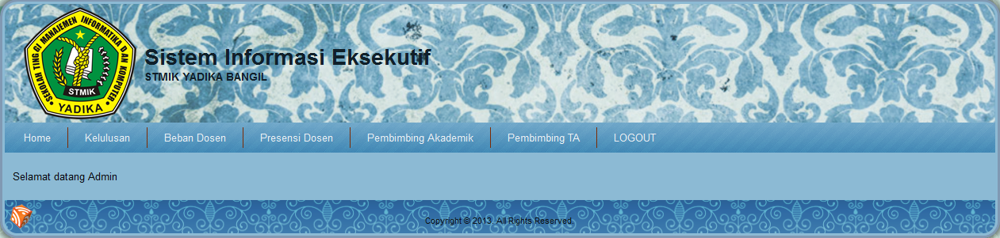 SEKOLAH TINGGI MANAJEMEN INFORMATIKA DAN KOMPUTER
STMIK
YADIKA
Sistem Informasi Eksekutif
STMIK YADIKA BANGIL
Home Kelulusan Beban Dosen Presensi Dosen Pembimbing Akademik Pembimbing TA LOGOUT
Selamat datang Admin
Copyright © 2013. All Rights Reserved.